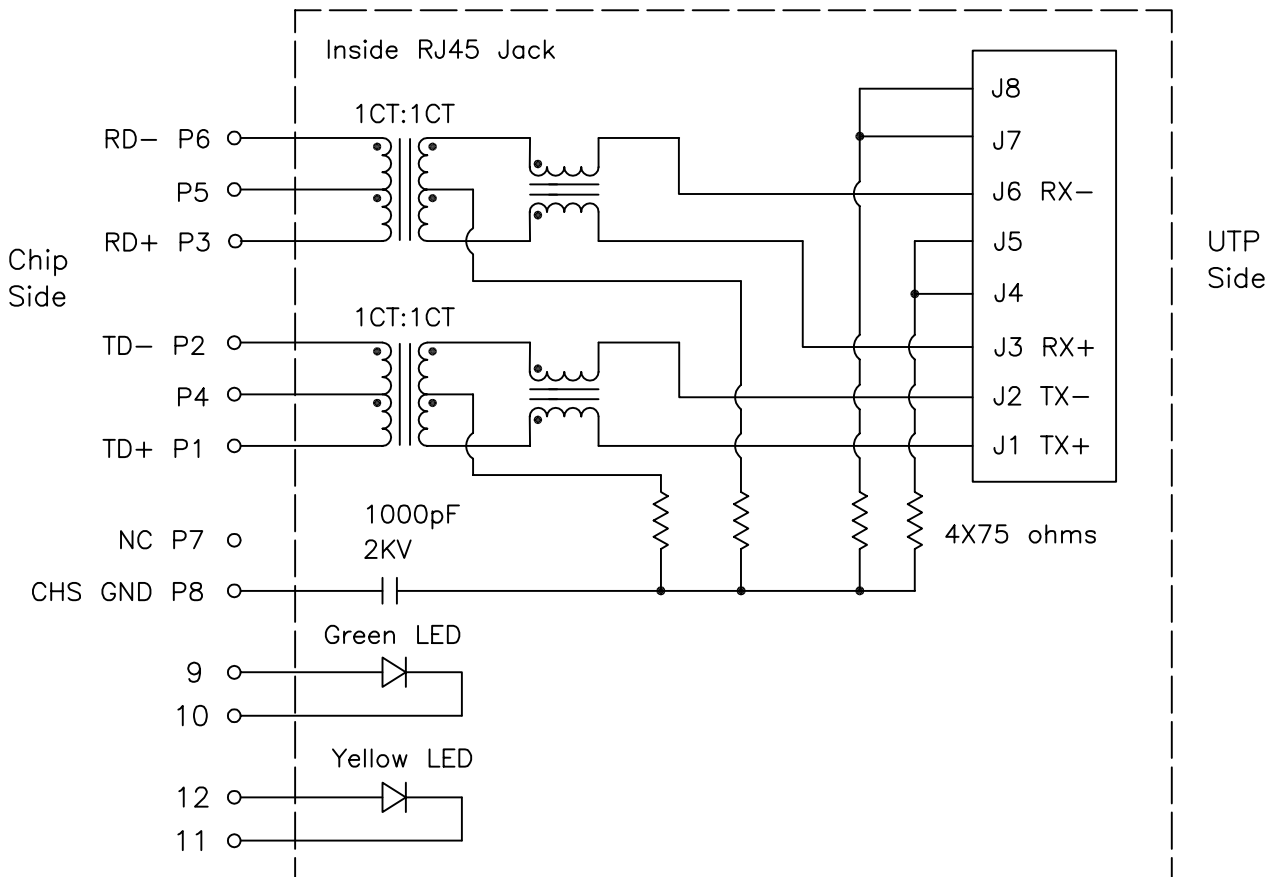 Inside RJ45 Jack
1CT:1CT
RD- P6
P5
RD+ P3
Chip
Side
1CT:1CT
TD- P2
P4
TD+ P1
NC P7
1000pF
2KV
CHS GND P8
Green LED
9
10
Yellow LED
12
11
J8
J7
J6 RX-
J5
J4
J3 RX+
J2 TX-
J1 TX+
4X75 ohms
UTP
Side